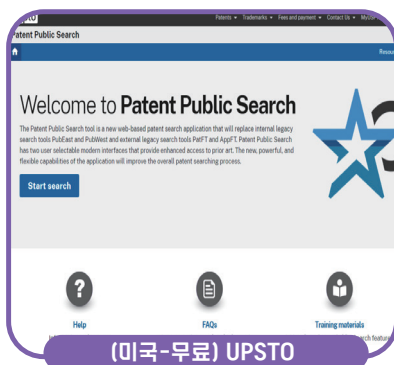 Patents Trademarks Fees and payment Contact Us
Patent Public Search
Welcome to Patent Public Search
The Patent Public Search tool is a new web-based patent search application that will replace internal legacy
search tools PubEast and PubWest and external legacy search tools PatFT and AppFT. Patent Public Search
has two user selectable modern interfaces that provide enhanced access to prior art. The new, powerful, and
flexible capabilities of the application will improve the overall patent searching process.
Start search
Help
FAQs
Training materials
(미국-무료) UPSTO